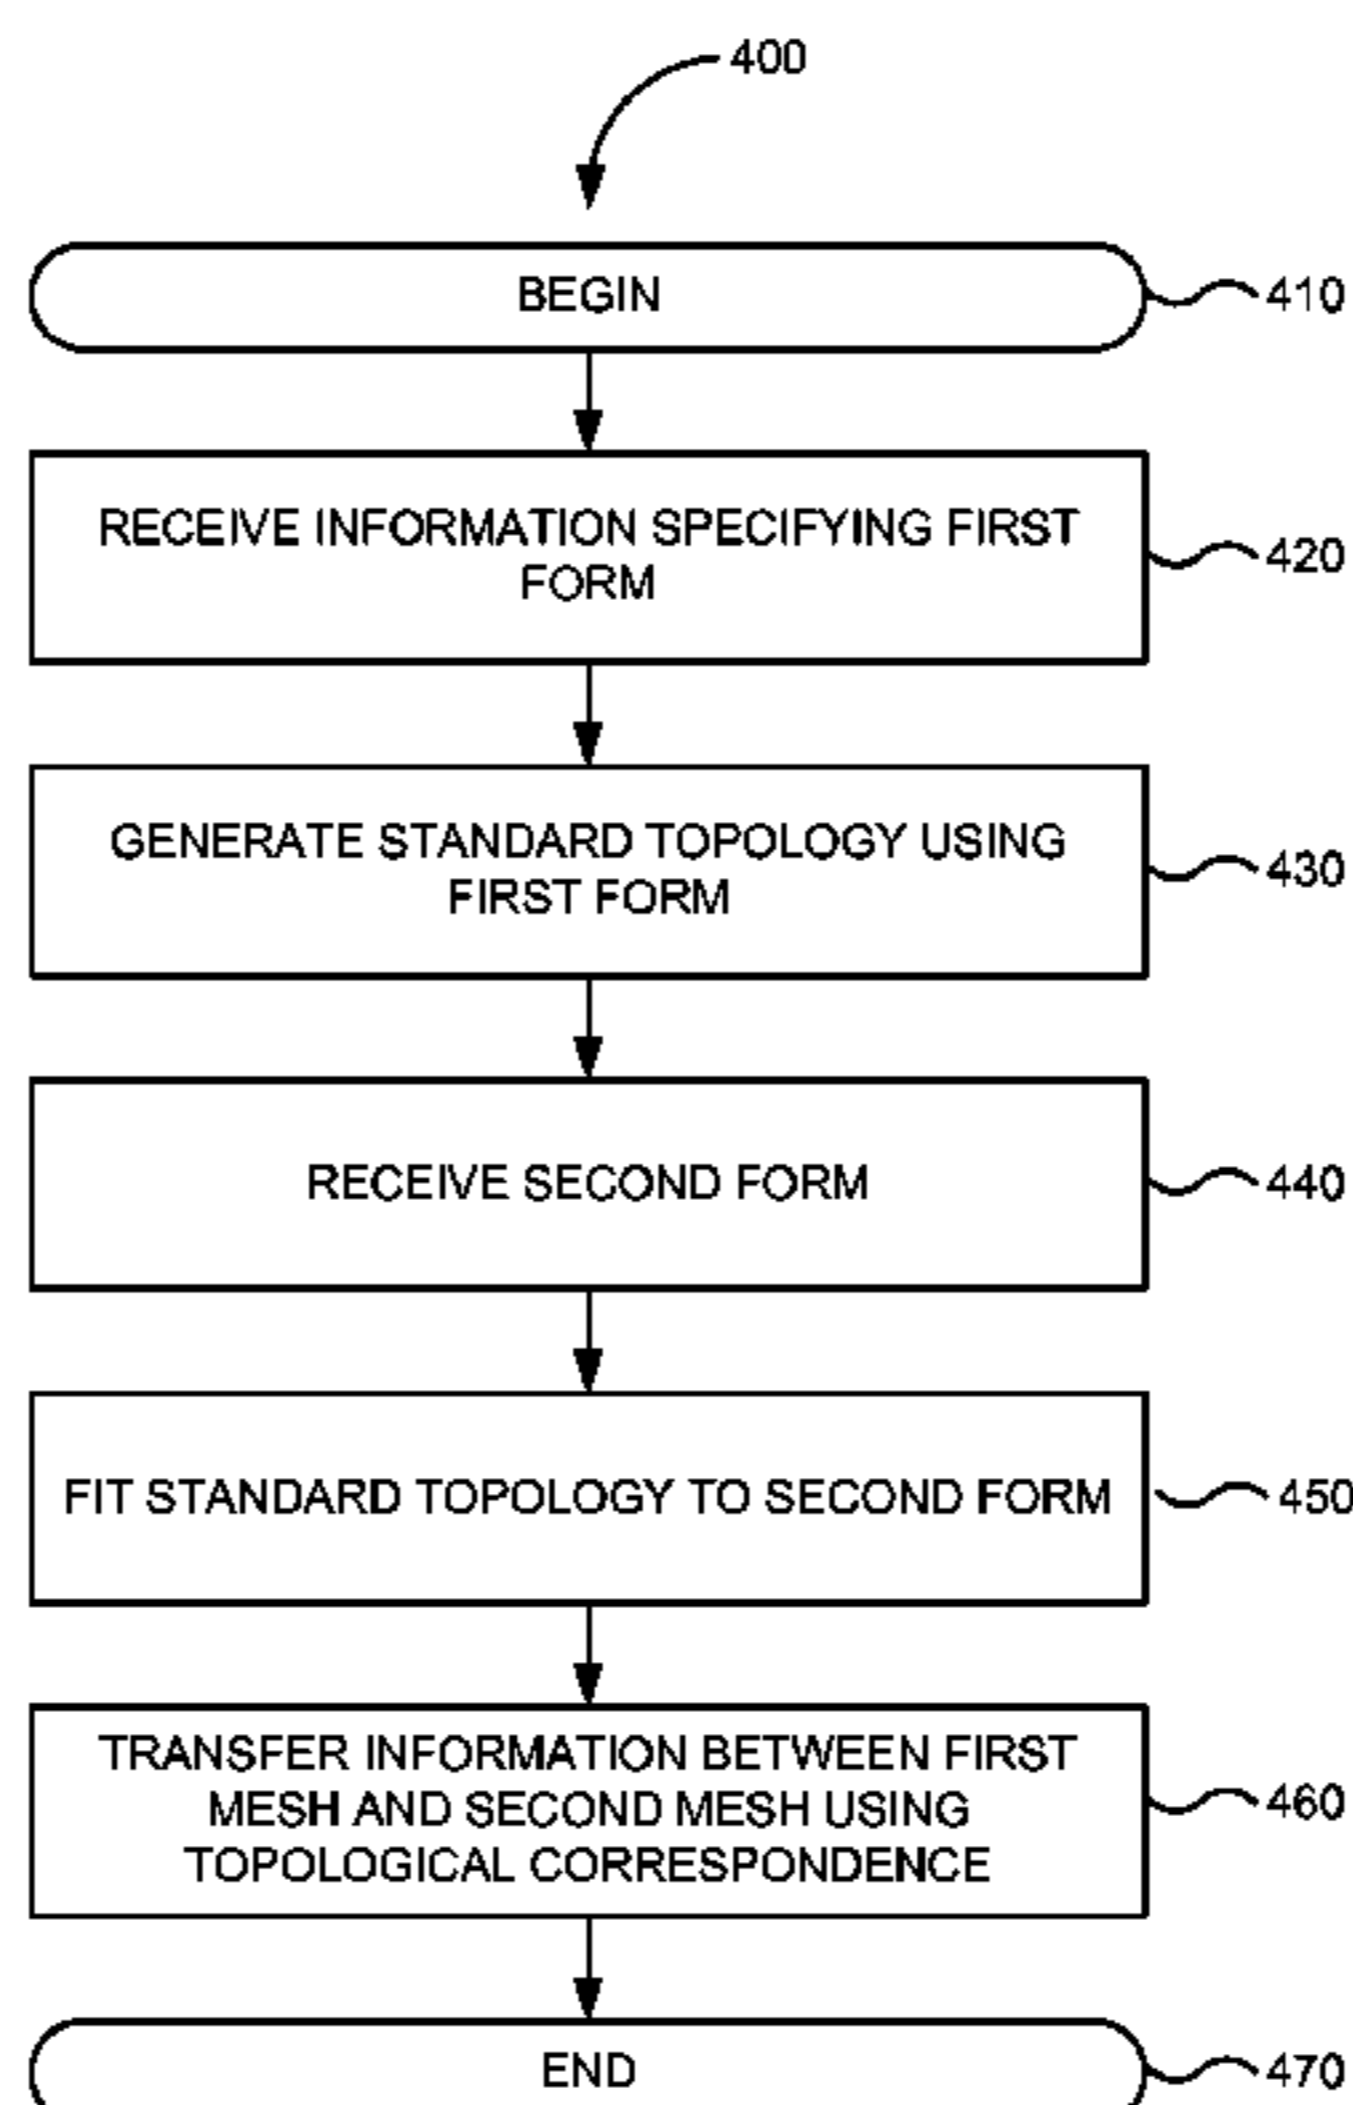 400
BEGIN
410
RECEIVE INFORMATION SPECIFYING FIRST
FORM
420
GENERATE STANDARD TOPOLOGY USING
FIRST FORM
430
RECEIVE SECOND FORM
440
FIT STANDARD TOPOLOGY TO SECOND FORM
450
TRANSFER INFORMATION BETWEEN FIRST
MESH AND SECOND MESH USING
TOPOLOGICAL CORRESPONDENCE
460
END
470